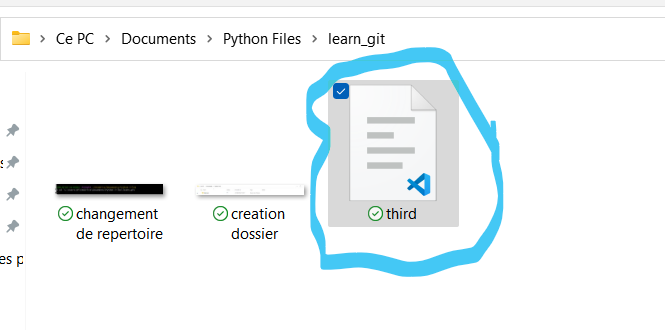 Ce PC > Documents > Python Files > learn_git
changement
de repertoire
creation
dossier
third
es p